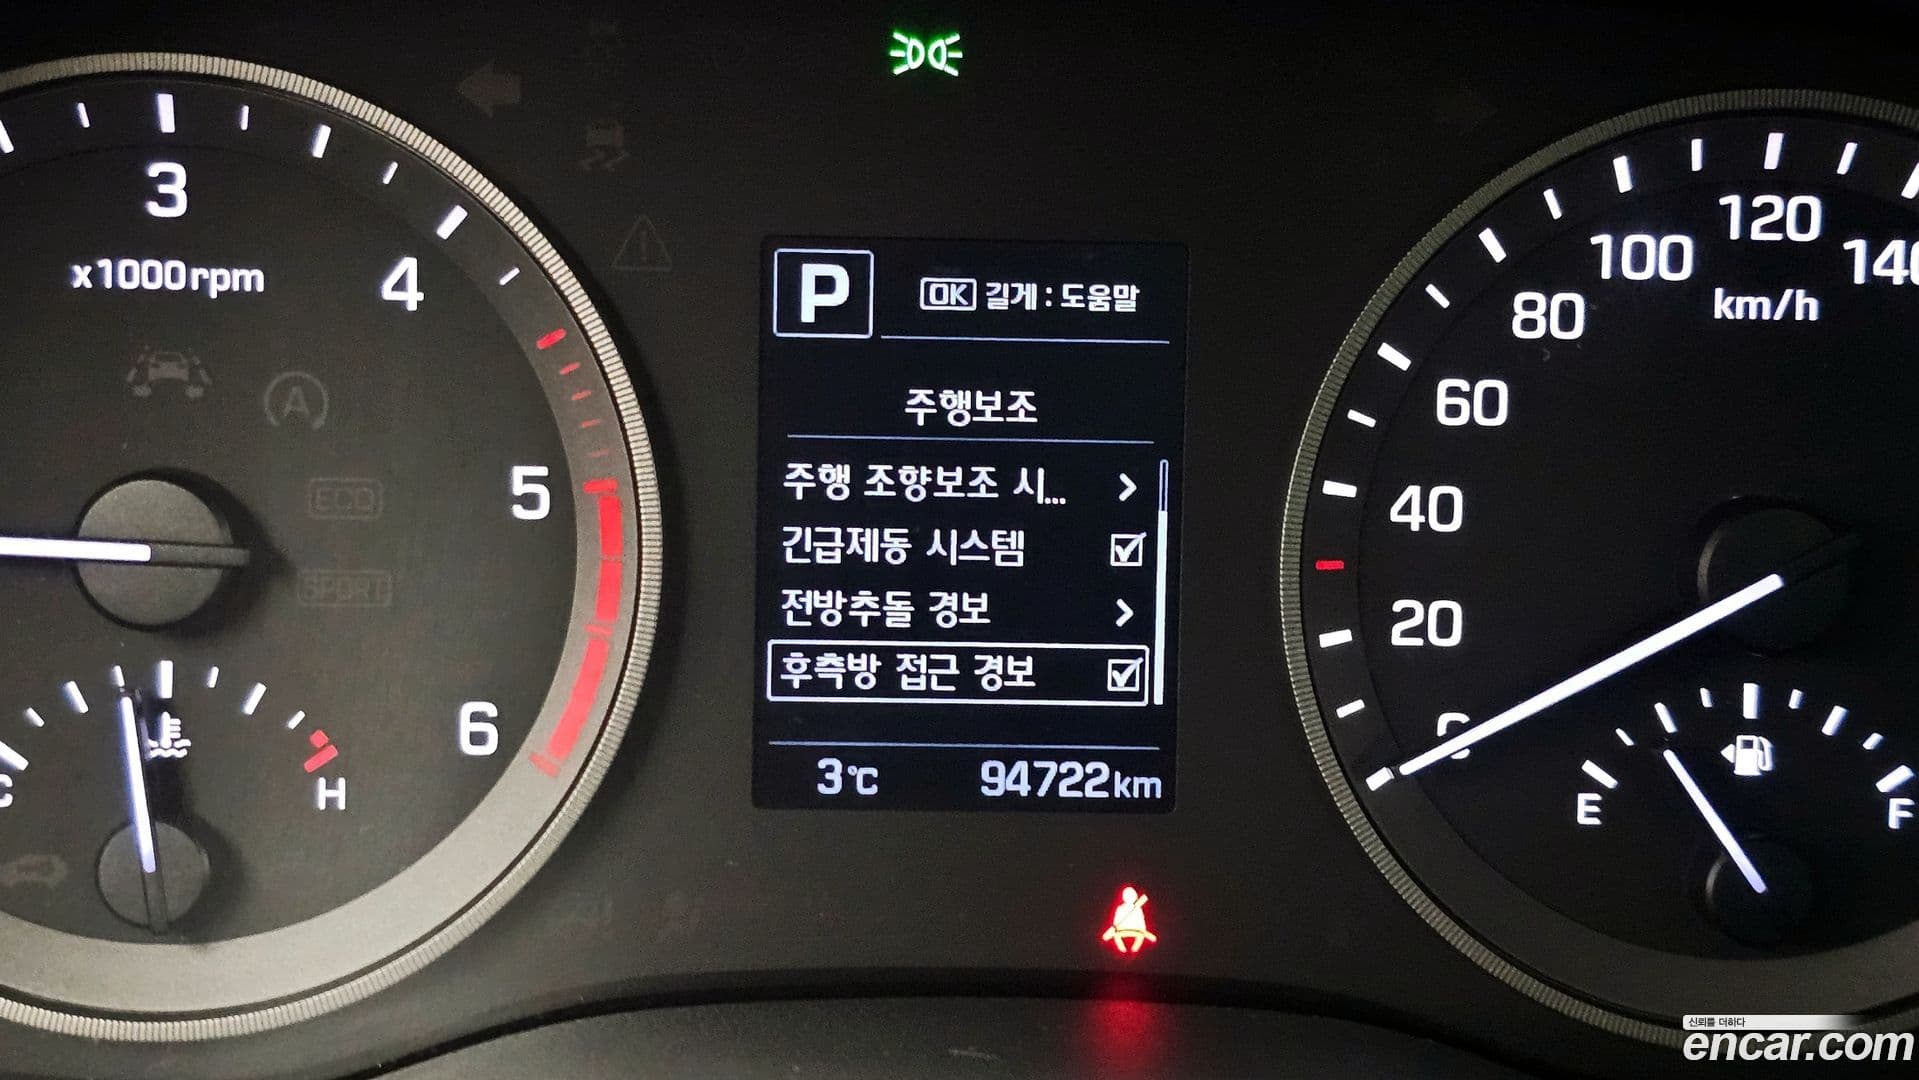 3
x1000rpm
4
5
6
C
H
ECO
SPORT
A
P
OK 길게 : 도움말
주행보조
주행 조향보조 시...
긴급제동 시스템
전방추돌 경보
후측방 접근 경보
3℃ 94722km
0
20
40
60
80
100
120
140
km/h
E
F
신뢰를 더하다
encar.com